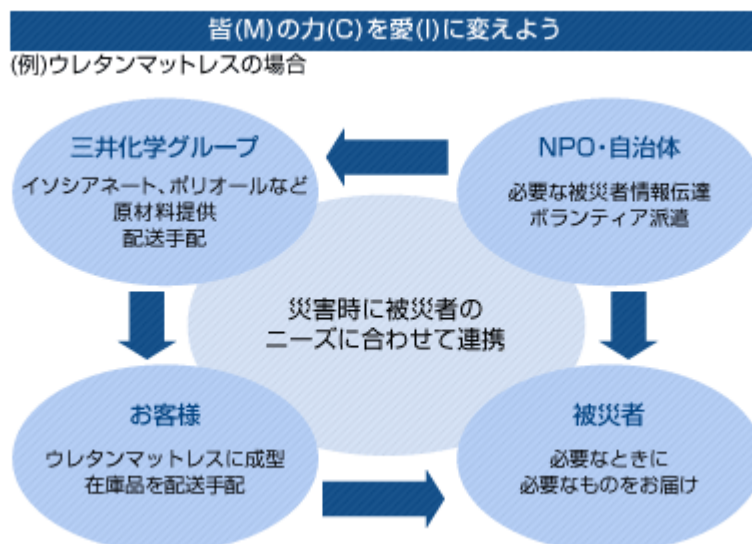 皆(M)の力(C)を愛(I)に変えよう
(例)ウレタンマットレスの場合
三井化学グループ
イソシアネート、ポリオールなど
原材料提供
配送手配
NPO・自治体
必要な被災者情報伝達
ボランティア派遣
災害時に被災者の
ニーズに合わせて連携
お客様
ウレタンマットレスに成型
在庫品を配送手配
被災者
必要なときに
必要なものをお届け